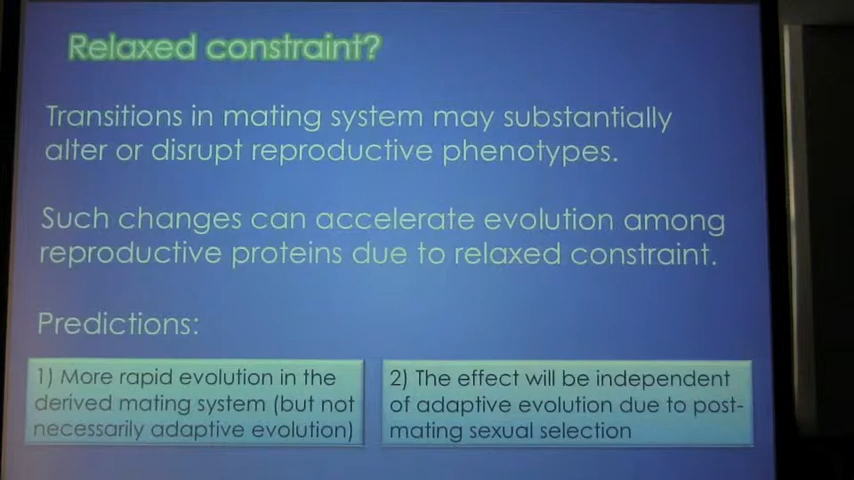 Relaxed constraint?
Transitions in mating system may substantially
alter or disrupt reproductive phenotypes.
Such changes can accelerate evolution among
reproductive proteins due to relaxed constraint.
Predictions:
1) More rapid evolution in the
derived mating system (but not
necessarily adaptive evolution)
2) The effect will be independent
of adaptive evolution due to post-
mating sexual selection